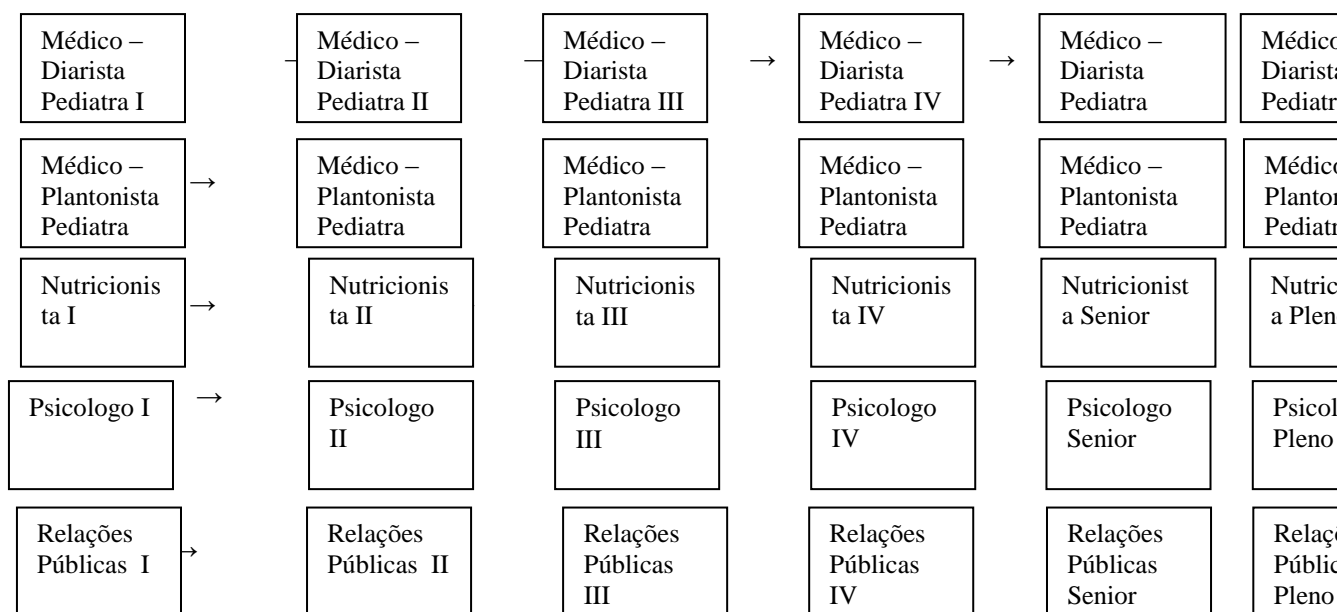 Médico –
Diarista
Pediatra I
Médico –
Diarista
Pediatra II
Médico –
Diarista
Pediatra III
→
Médico –
Diarista
Pediatra IV
→
Médico –
Diarista
Pediatra
Médico –
Plantonista
Pediatra
→
Médico –
Plantonista
Pediatra
Médico –
Plantonista
Pediatra
Médico –
Plantonista
Pediatra
Médico –
Plantonista
Pediatra
Nutricionis
ta I
→
Nutricionis
ta II
Nutricionis
ta III
Nutricionis
ta IV
Nutricionist
a Senior
a
Psicologo I
→
Psicologo
II
Psicologo
III
Psicologo
IV
Psicologo
Senior
Pleno
Relações
Públicas I
→
Relações
Públicas II
Relações
Públicas
III
Relações
Públicas
IV
Relações
Públicas
Senior
Pleno